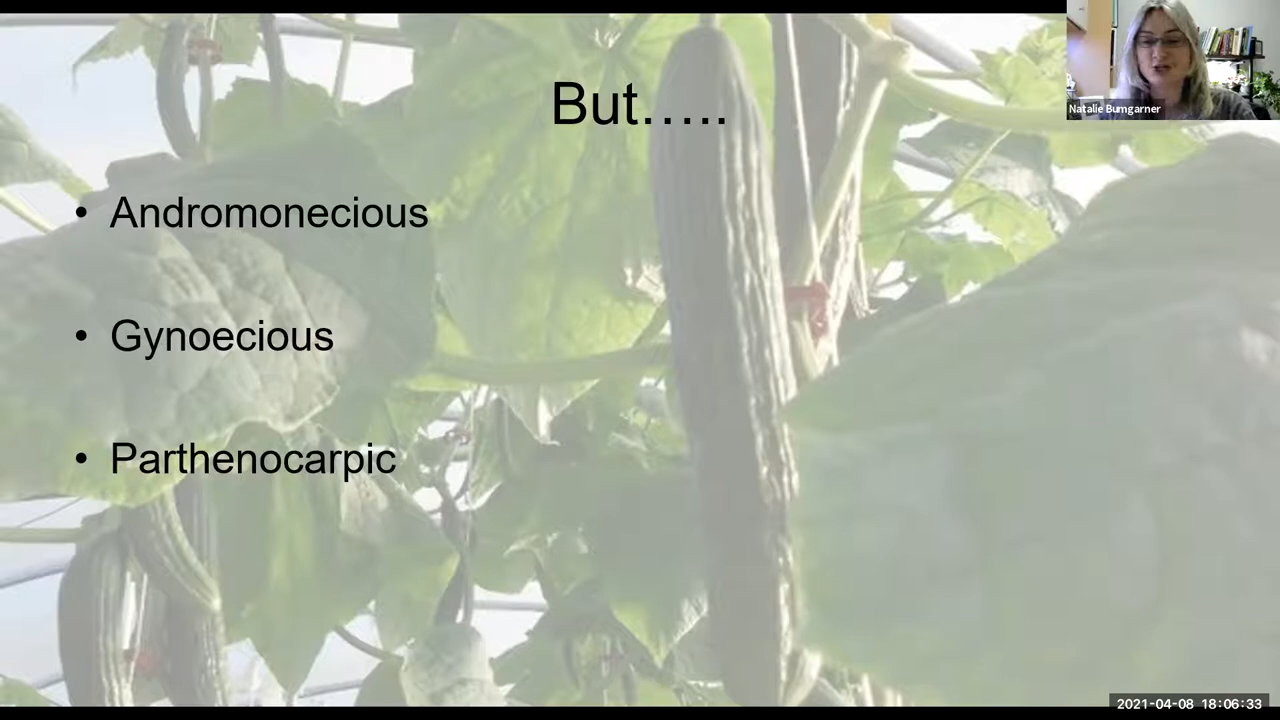 But.....
Natalie Bumgarner
• Andromonecious
• Gynoecious
• Parthenocarpic
2021-04-08 18:06:33